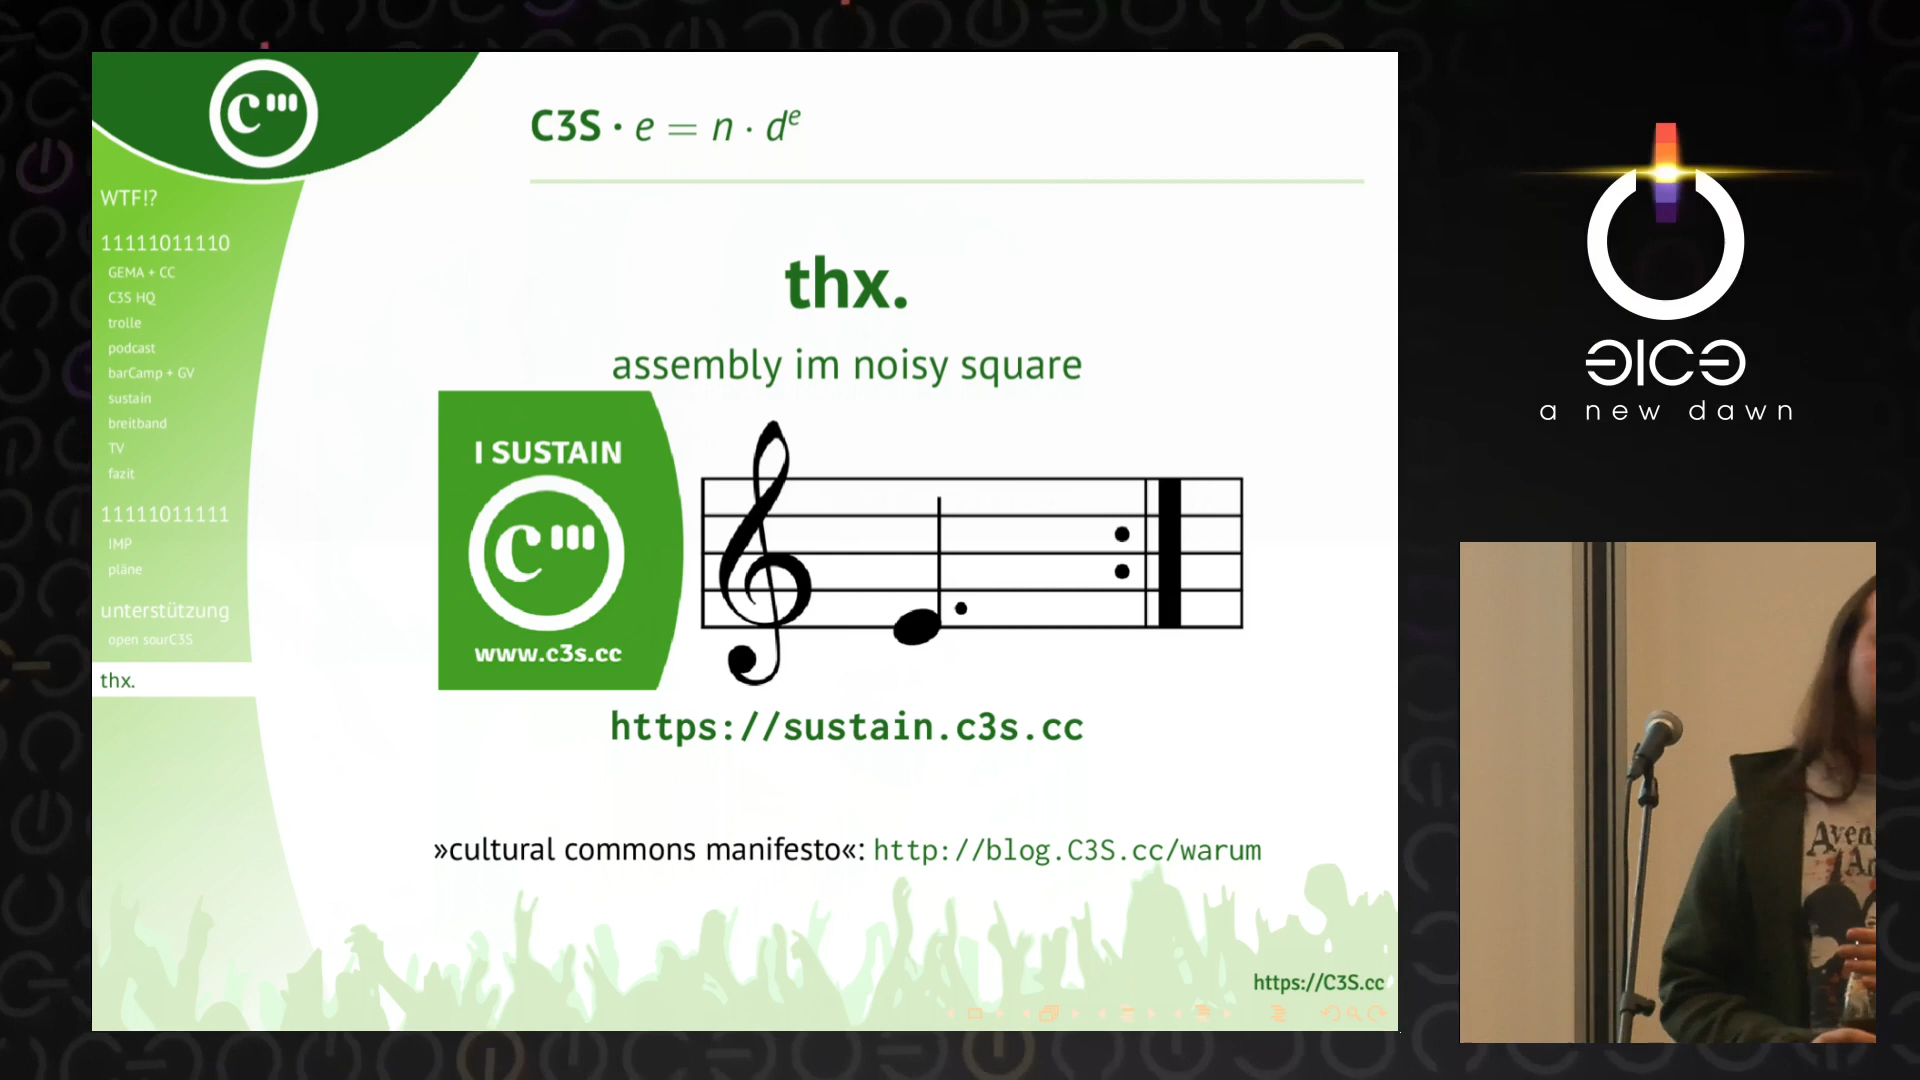 C3S · e = n · dᵉ
WTF!?
11111011110
GEMA + CC
C3S HQ
trolle
podcast
barCamp + GV
sustain
breitband
TV
fazit
11111011111
IMP
pläne
unterstützung
open sourC3S
thx.
thx.
assembly im noisy square
I SUSTAIN
www.c3s.cc
https://sustain.c3s.cc
»cultural commons manifesto«: http://blog.C3S.cc/warum
https://C3S.cc
a new dawn